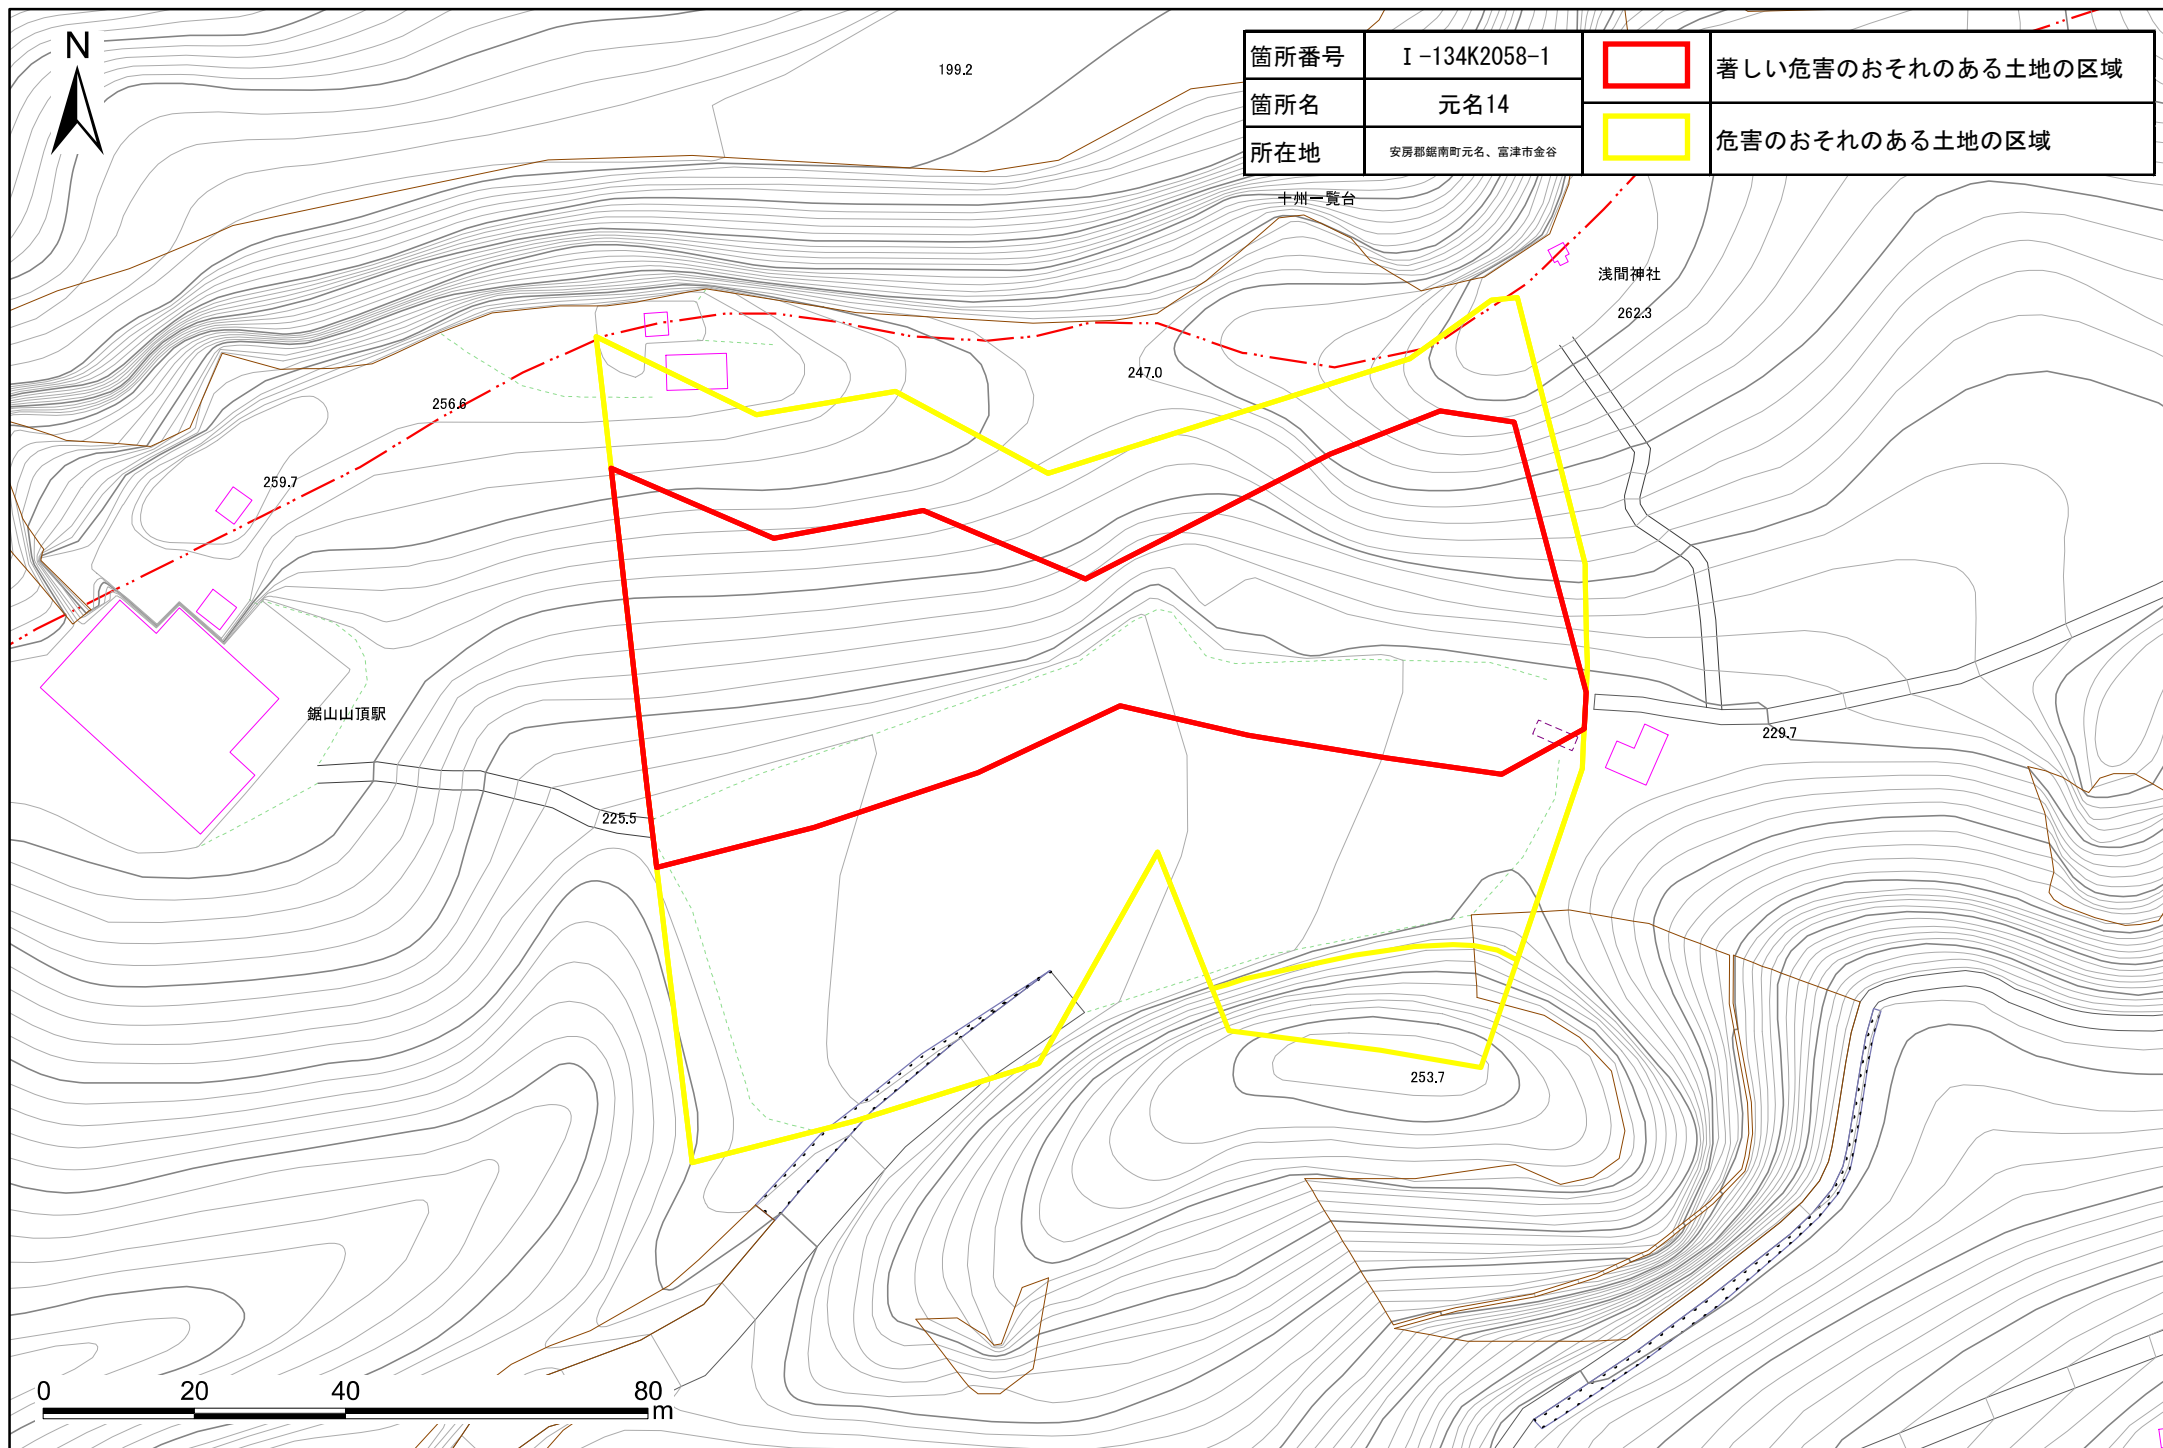 N
箇所番号 Ⅰ-134K2058-1
箇所名 元名14
所在地 安房郡鋸南町元名、富津市金谷
著しい危害のおそれのある土地の区域
危害のおそれのある土地の区域
199.2
十州一覧台
浅間神社
262.3
247.0
256.6
259.7
鋸山山頂駅
229.7
225.5
253.7
0 20 40 80
m